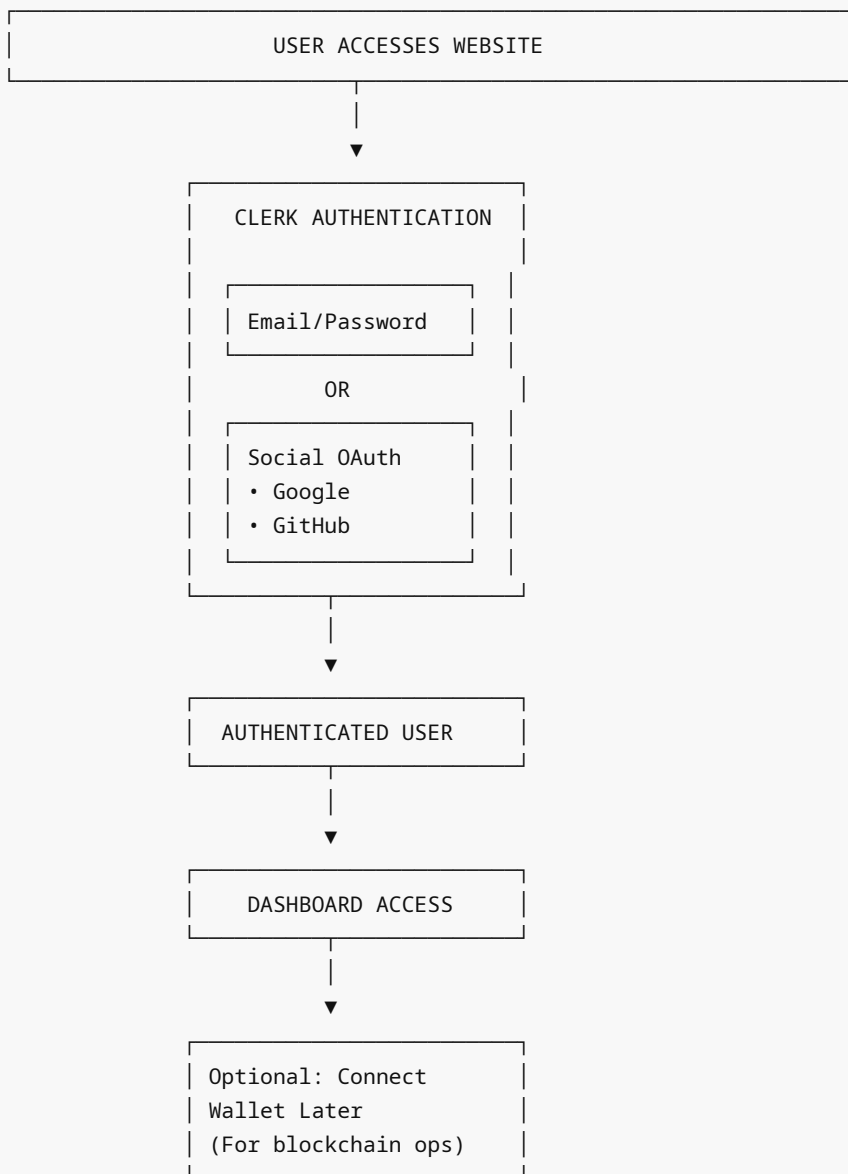 USER ACCESSES WEBSITE
▼
CLERK AUTHENTICATION
Email/Password
OR
Social OAuth
• Google
• GitHub
▼
AUTHENTICATED USER
▼
DASHBOARD ACCESS
▼
Optional: Connect
Wallet Later
(For blockchain ops)